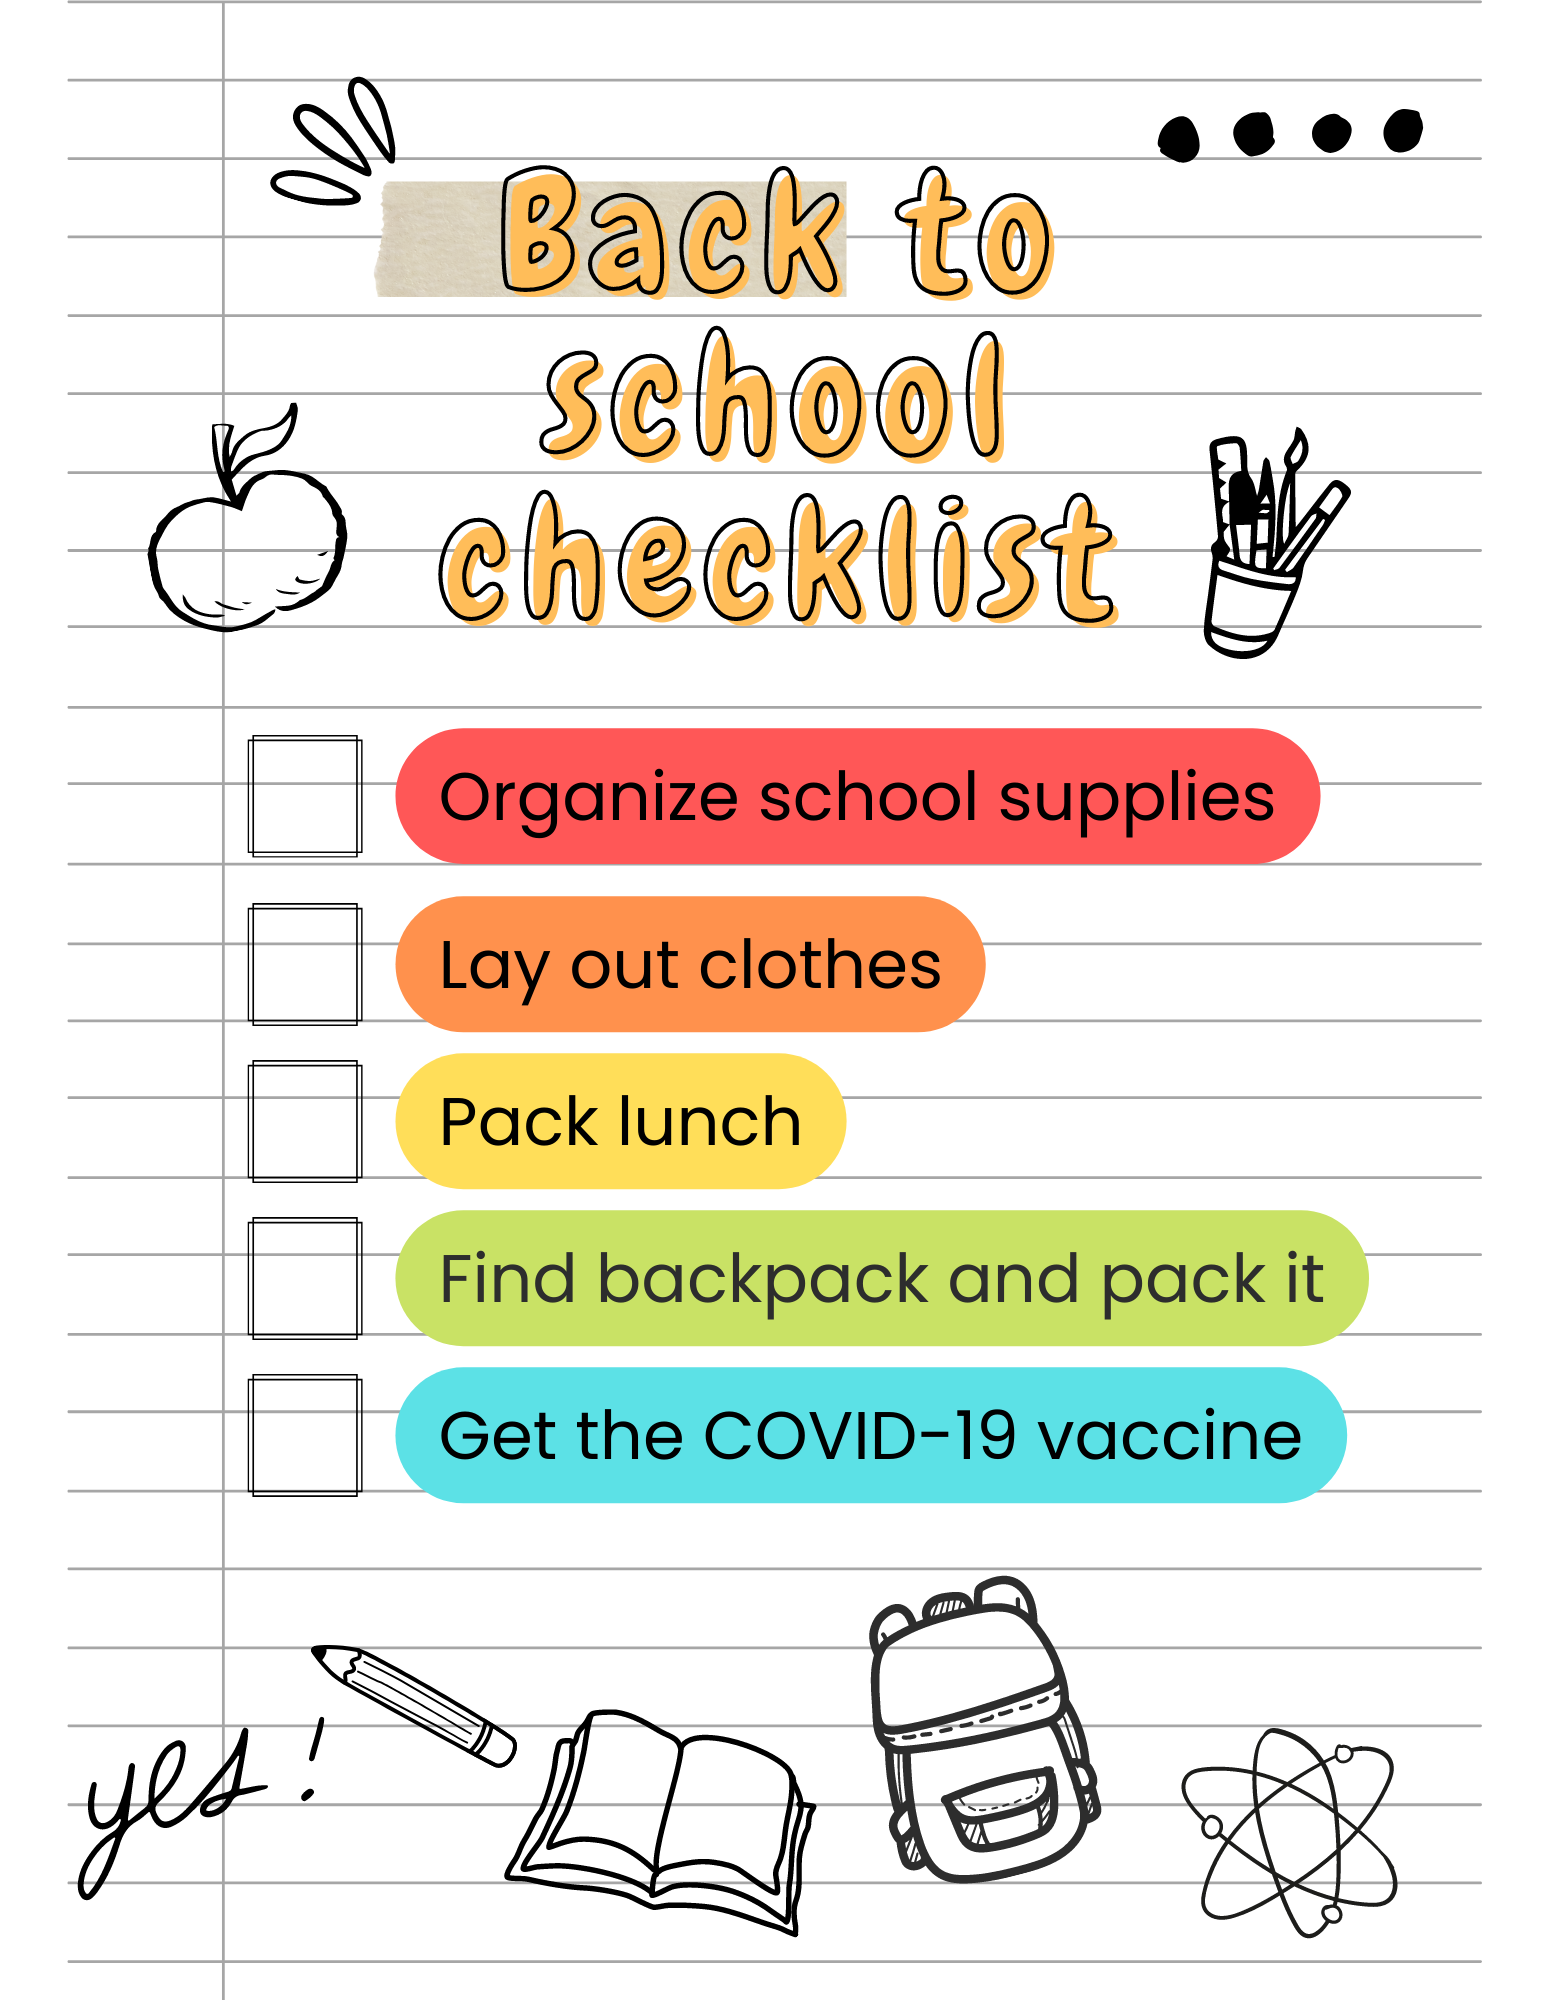 Back to
school
checklist
Organize school supplies
Lay out clothes
Pack lunch
Find backpack and pack it
Get the COVID-19 vaccine
yes!